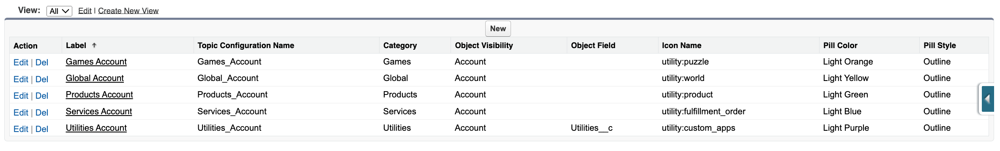 View: All Edit | Create New View
New
Action Label ↑ Topic Configuration Name Category Object Visibility Object Field Icon Name Pill Color Pill Style
Edit | Del Games Account Games_Account Games Account utility:puzzle Light Orange Outline
Edit | Del Global Account Global_Account Global Account utility:world Light Yellow Outline
Edit | Del Products Account Products_Account Products Account utility:product Light Green Outline
Edit | Del Services Account Services_Account Services Account utility:fulfillment_order Light Blue Outline
Edit | Del Utilities Account Utilities_Account Utilities Account Utilities__c utility:custom_apps Light Purple Outline